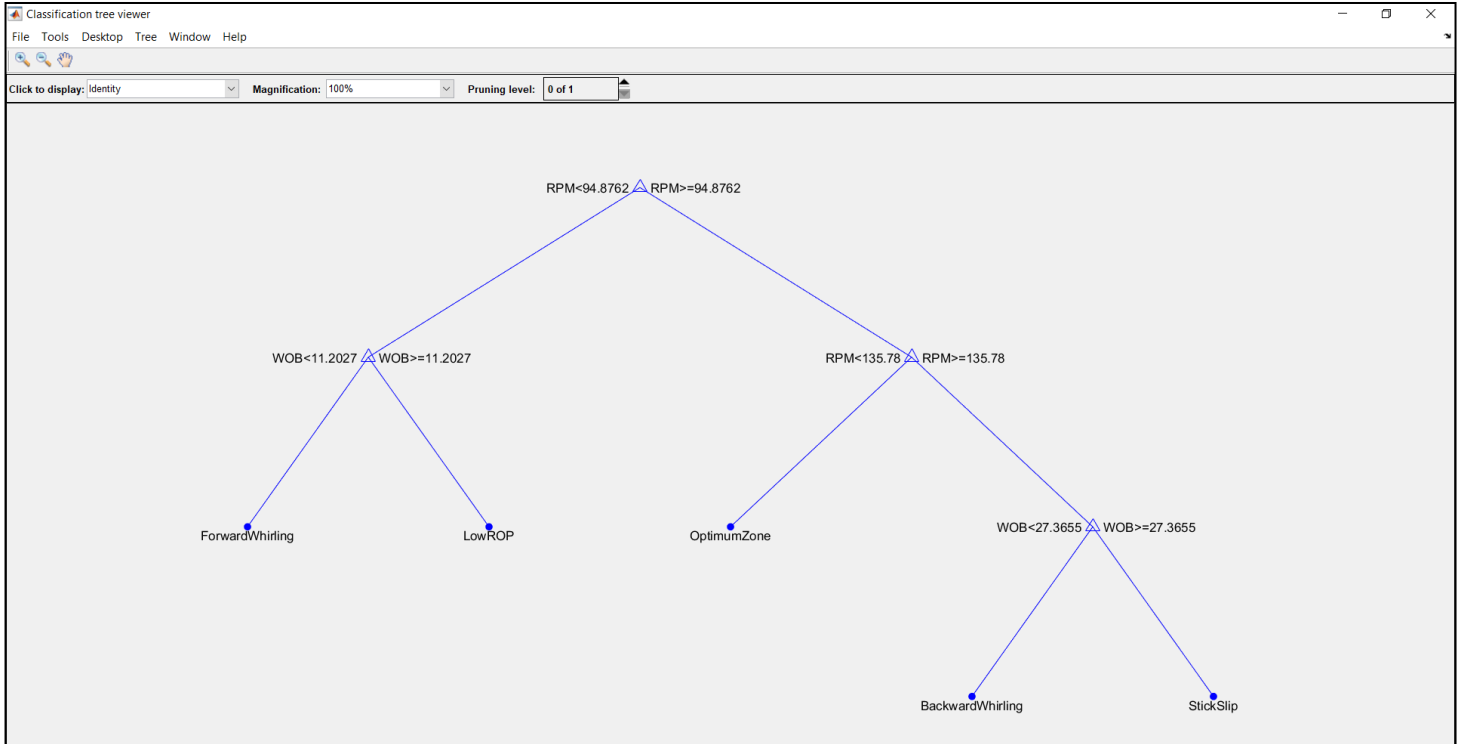 Classification tree viewer
File Tools Desktop Tree Window Help
Click to display: Identity Magnification: 100% Pruning level: 0 of 1
RPM<94.8762 RPM>=94.8762
WOB<11.2027 WOB>=11.2027 RPM<135.78 RPM>=135.78
ForwardWhirling LowROP OptimumZone WOB<27.3655 WOB>=27.3655
BackwardWhirling StickSlip